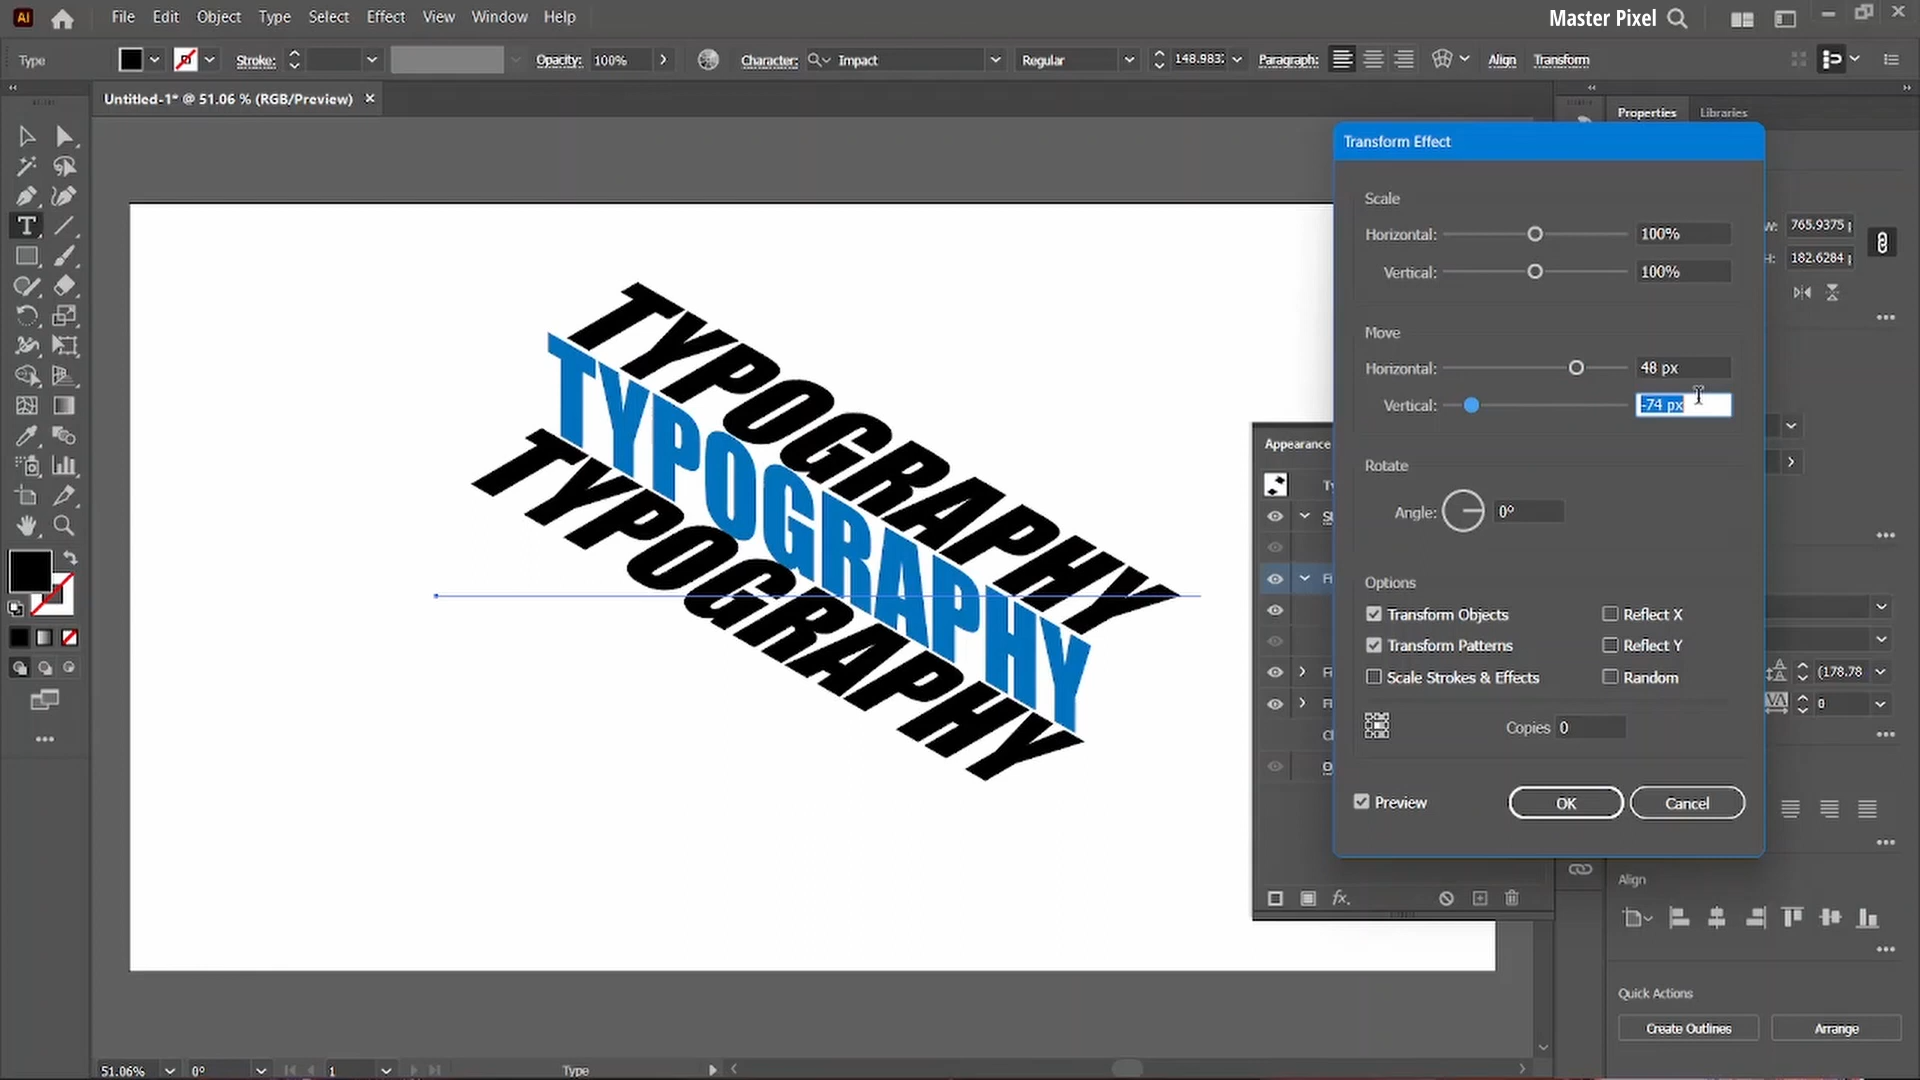 Ai File Edit Object Type Select Effect View Window Help Master Pixel
Type Stroke: Opacity: 100% Character: Impact Regular 148.983 Paragraph: Align Transform
Untitled-1* @ 51.06 % (RGB/Preview) ×
Properties Libraries
Transform Effect
Scale
Horizontal: 100%
Vertical: 100%
W: 765.9375
H: 182.6284
Move
Horizontal: 48 px
Vertical: -74 px
Rotate
Angle: 0°
Options
Transform Objects Reflect X
Transform Patterns Reflect Y
Scale Strokes & Effects Random
Copies 0
Preview OK Cancel
Appearance
fx.
TYPOGRAPHY
TYPOGRAPHY
TYPOGRAPHY
(178.78
VA 0
Align
Quick Actions
Create Outlines Arrange
51.06% 0° 1 Type